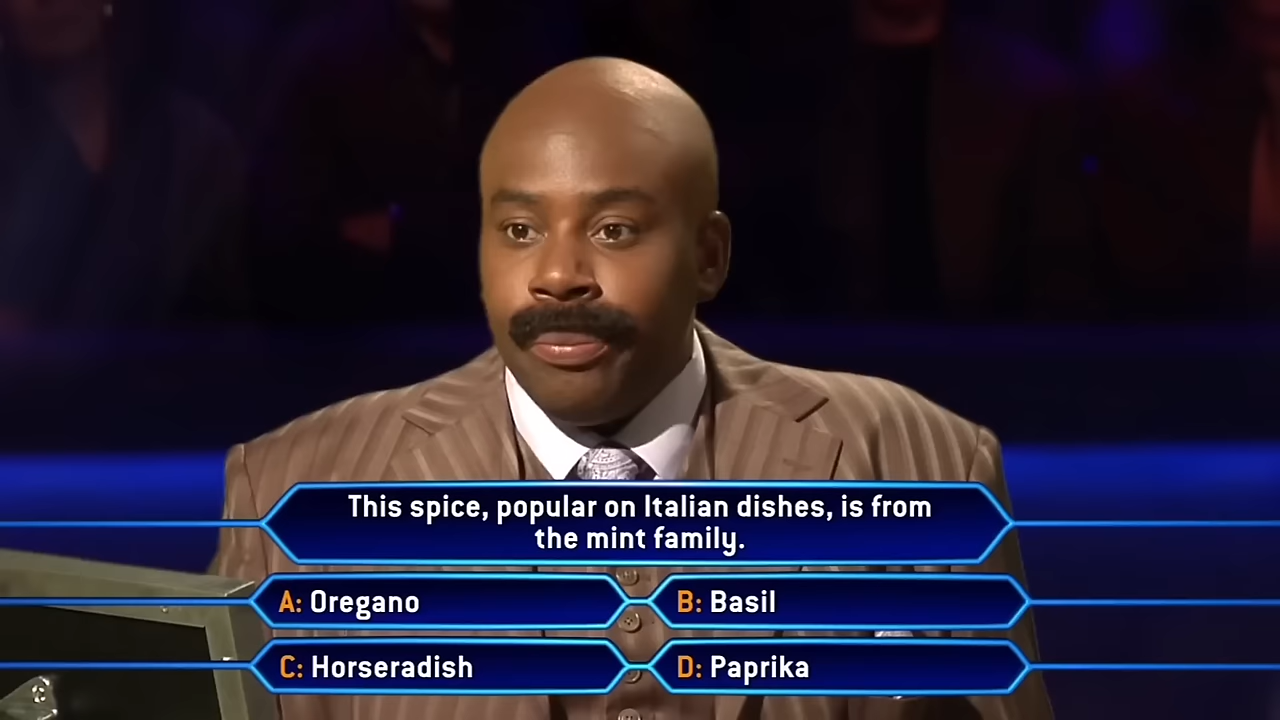 This spice, popular on Italian dishes, is from
the mint family.
A: Oregano
B: Basil
C: Horseradish
D: Paprika